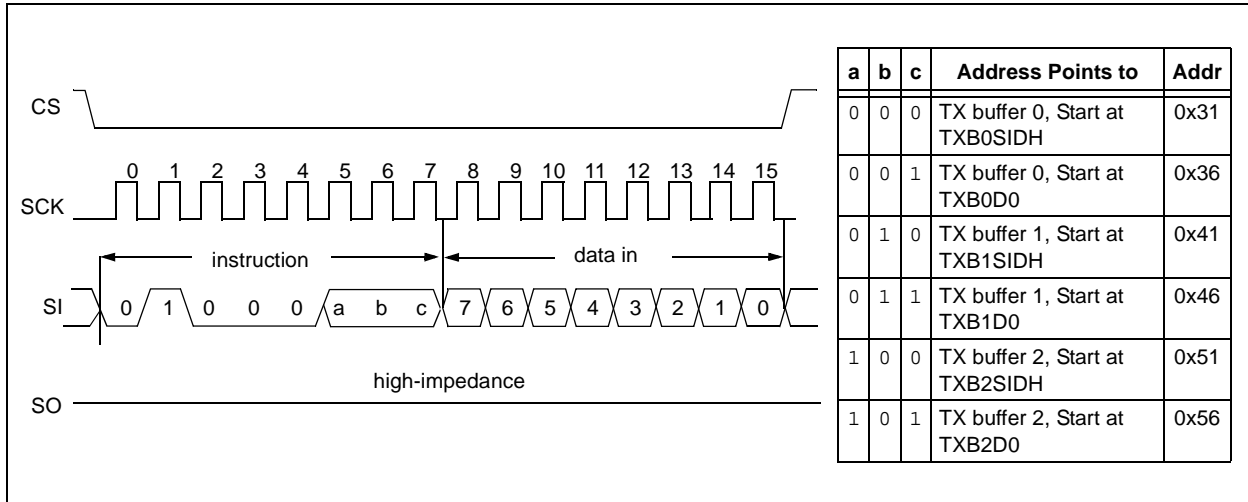 CS
0 1 2 3 4 5 6 7 8 9 10 11 12 13 14 15
SCK
instruction data in
SI 0 1 0 0 0 a b c 7 6 5 4 3 2 1 0
high-impedance
SO
a b c Address Points to Addr
0 0 0 TX buffer 0, Start at 0x31
TXB0SIDH
0 0 1 TX buffer 0, Start at 0x36
TXB0D0
0 1 0 TX buffer 1, Start at 0x41
TXB1SIDH
0 1 1 TX buffer 1, Start at 0x46
TXB1D0
1 0 0 TX buffer 2, Start at 0x51
TXB2SIDH
1 0 1 TX buffer 2, Start at 0x56
TXB2D0